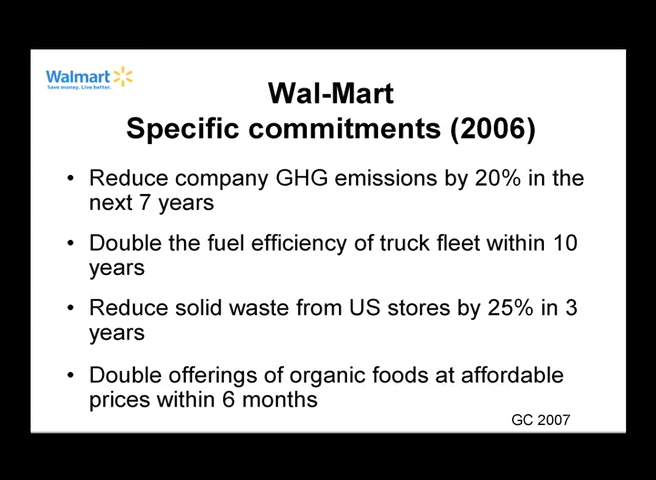 Walmart
Save money. Live better.
Wal-Mart
Specific commitments (2006)
• Reduce company GHG emissions by 20% in the
next 7 years
• Double the fuel efficiency of truck fleet within 10
years
• Reduce solid waste from US stores by 25% in 3
years
• Double offerings of organic foods at affordable
prices within 6 months
GC 2007